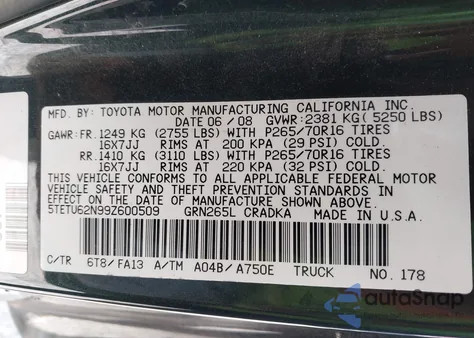 MFD. BY: TOYOTA MOTOR MANUFACTURING CALIFORNIA INC.
DATE 06 / 08 GVWR:2381 KG( 5250 LBS)
GAWR:FR.1249 KG (2755 LBS) WITH P265/70R16 TIRES
16X7JJ RIMS AT 200 KPA (29 PSI) COLD.
RR.1410 KG (3110 LBS) WITH P265/70R16 TIRES
16X7JJ RIMS AT 220 KPA (32 PSI) COLD.
THIS VEHICLE CONFORMS TO ALL APPLICABLE FEDERAL MOTOR
VEHICLE SAFETY AND THEFT PREVENTION STANDARDS IN
EFFECT ON THE DATE OF MANUFACTURE SHOWN ABOVE.
5TETU62N99Z600509 GRN265L CRADKA MADE IN U.S.A.
C/TR 6T8/ FA13 A/TM A04B/ A750E TRUCK NO. 178
autoSnap